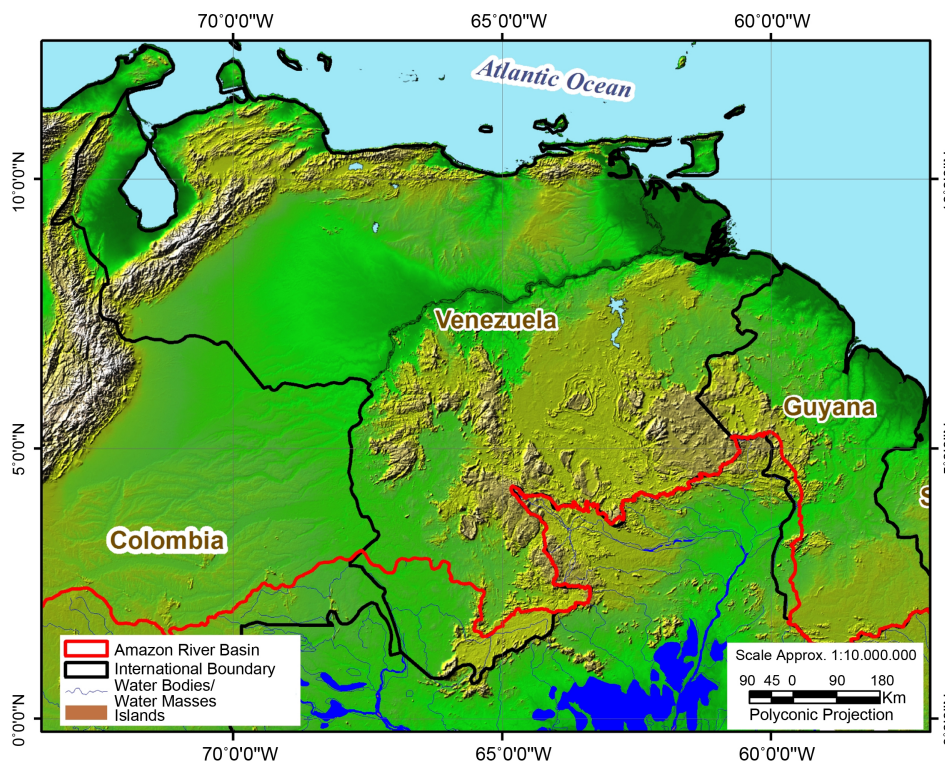 70°0'0"W 65°0'0"W 60°0'0"W
Atlantic Ocean
10°0'0"N
Venezuela
Guyana
5°0'0"N
S
Colombia
Amazon River Basin
International Boundary
Water Bodies/
Water Masses
Islands
Scale Approx. 1:10.000.000
90 45 0 90 180
Km
Polyconic Projection
0°0'0"N
70°0'0"W 65°0'0"W 60°0'0"W